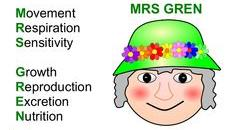 MRS GREN
Movement
Respiration
Sensitivity
Growth
Reproduction
Excretion
Nutrition